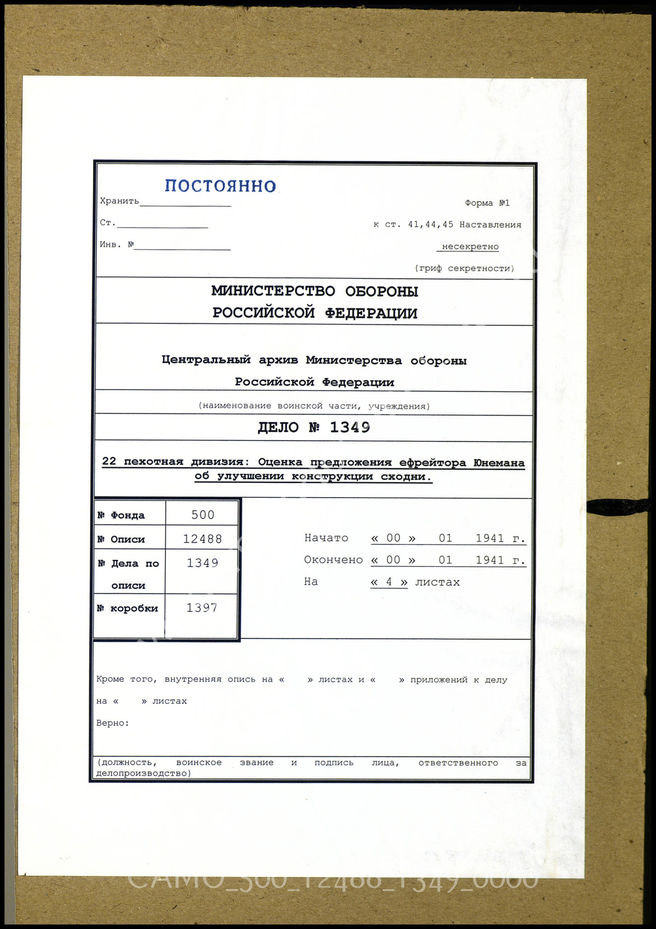 ПОСТОЯННО
Хранить
Форма №1
Ст.
к ст. 41,44,45 Наставления
Инв. №
несекретно
(гриф секретности)
МИНИСТЕРСТВО ОБОРОНЫ
РОССИЙСКОЙ ФЕДЕРАЦИИ
Центральный архив Министерства обороны
Российской Федерации
(наименование воинской части, учреждения)
ДЕЛО № 1349
22 пехотная дивизия: Оценка предложения ефрейтора Юнемана
об улучшении конструкции сходни.
№ Фонда 500
№ Описи 12488
№ Дела по 1349
описи
№ коробки 1397
Начато « 00 » 01 1941 г.
Окончено « 00 » 01 1941 г.
На « 4 » листах
Кроме того, внутренняя опись на « » листах и « » приложений к делу
на « » листах
Верно:
(должность, воинское звание и подпись лица, ответственного за
делопроизводство)
CAMO_500_12488_1349_0000